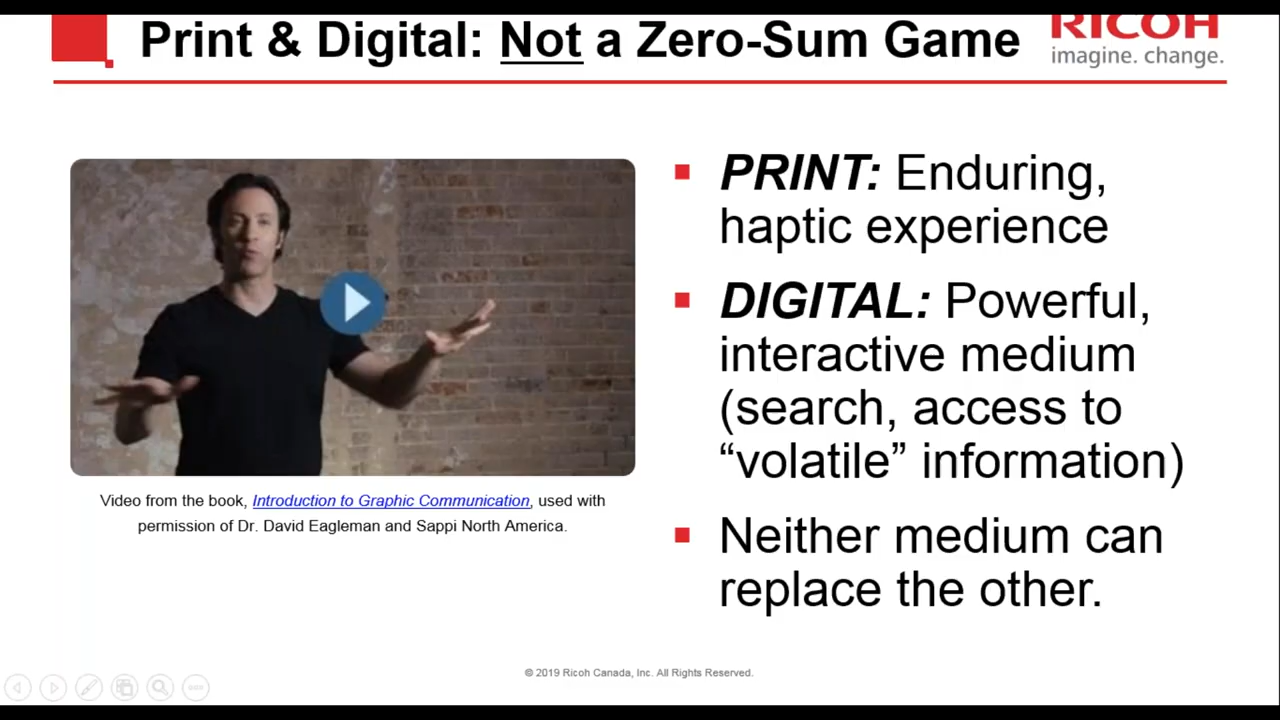 Print & Digital: Not a Zero-Sum Game
RICOH
imagine. change.
PRINT: Enduring,
haptic experience
DIGITAL: Powerful,
interactive medium
(search, access to
“volatile” information)
Neither medium can
replace the other.
Video from the book, Introduction to Graphic Communication, used with
permission of Dr. David Eagleman and Sappi North America.
© 2019 Ricoh Canada, Inc. All Rights Reserved.